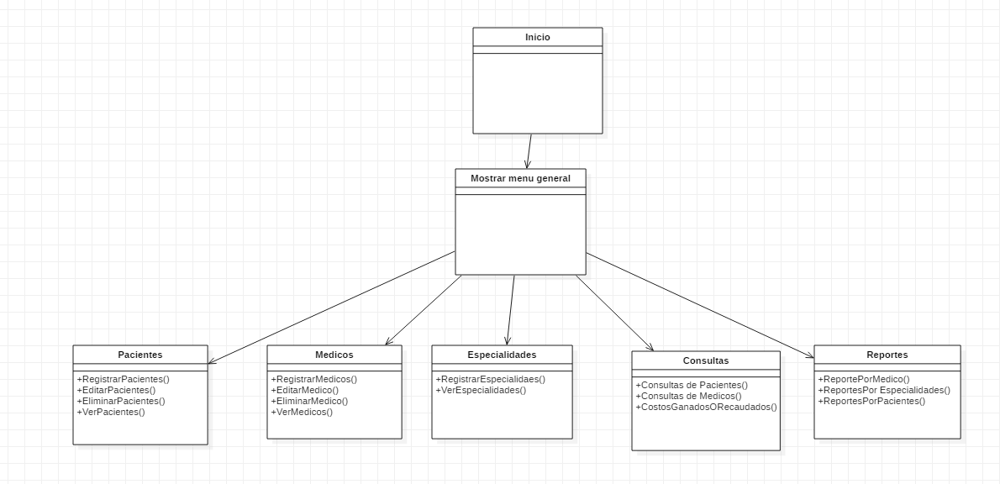 Inicio
Mostrar menu general
Pacientes
+RegistrarPacientes()
+EditarPacientes()
+EliminarPacientes()
+VerPacientes()
Medicos
+RegistrarMedicos()
+EditarMedico()
+EliminarMedico()
+VerMedicos()
Especialidades
+RegistrarEspecialidaes()
+VerEspecialidades()
Consultas
+Consultas de Pacientes()
+Consultas de Medicos()
+CostosGanadosORecaudados()
Reportes
+ReportePorMedico()
+ReportesPor Especialidades()
+ReportesPorPacientes()